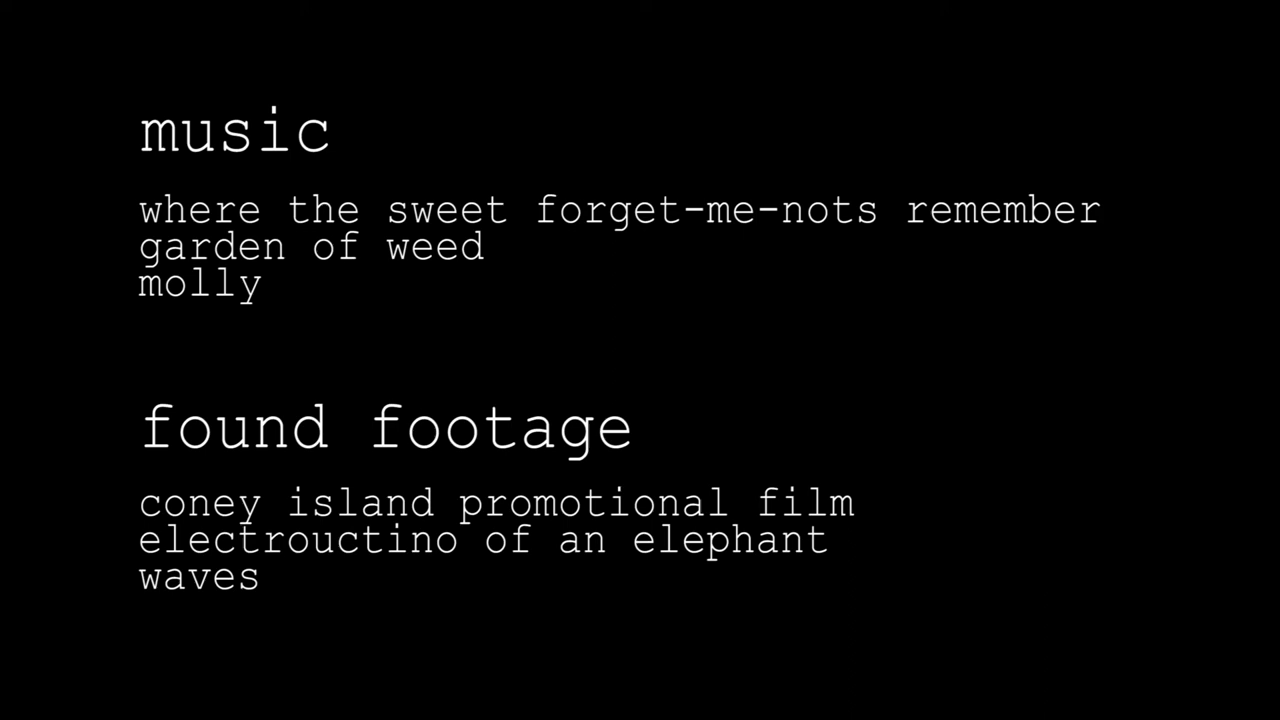 music
where the sweet forget-me-nots remember
garden of weed
molly
found footage
coney island promotional film
electrouctino of an elephant
waves